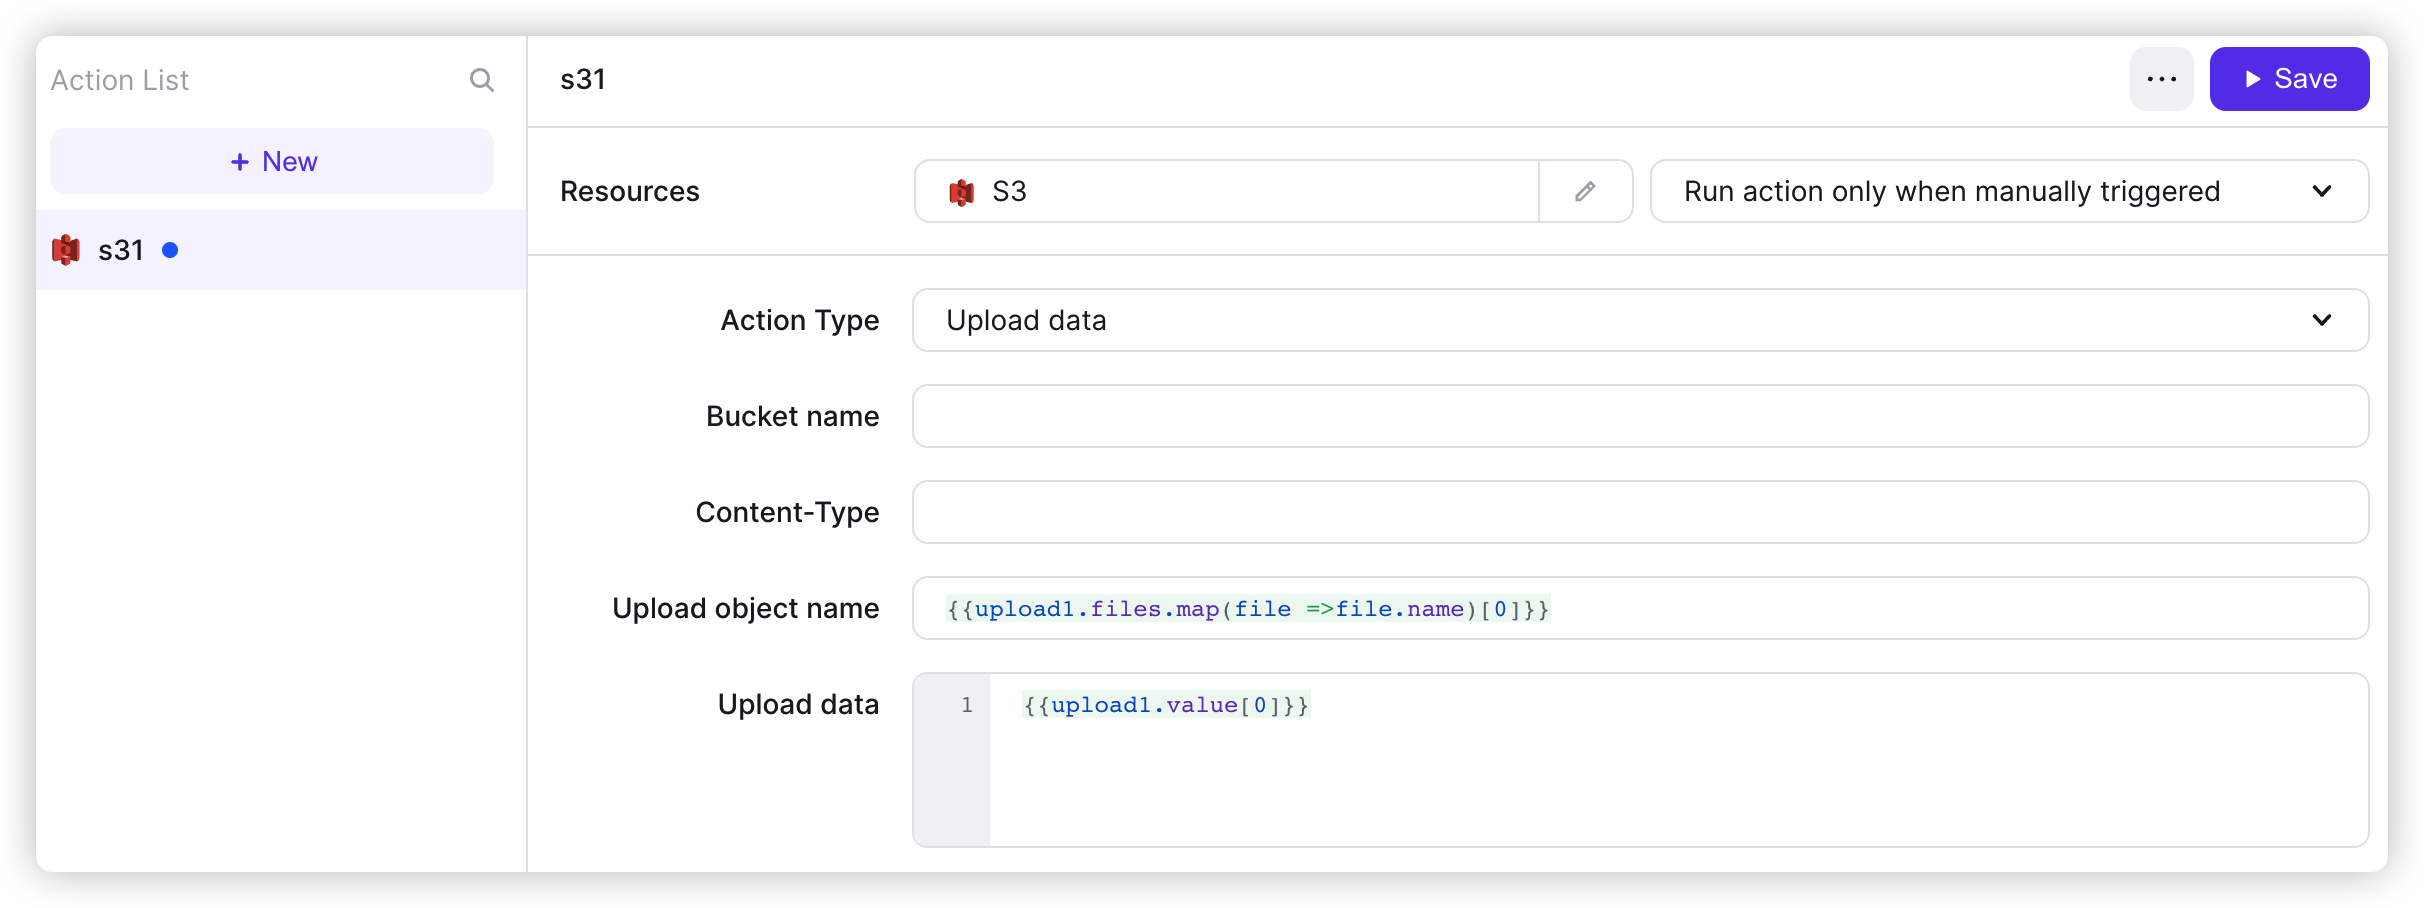 Action List
+ New
s31
s31
... Save
Resources
S3
Run action only when manually triggered
Action Type
Upload data
Bucket name
Content-Type
Upload object name
{{upload1.files.map(file =>file.name)[0]}}
Upload data
1 {{upload1.value[0]}}